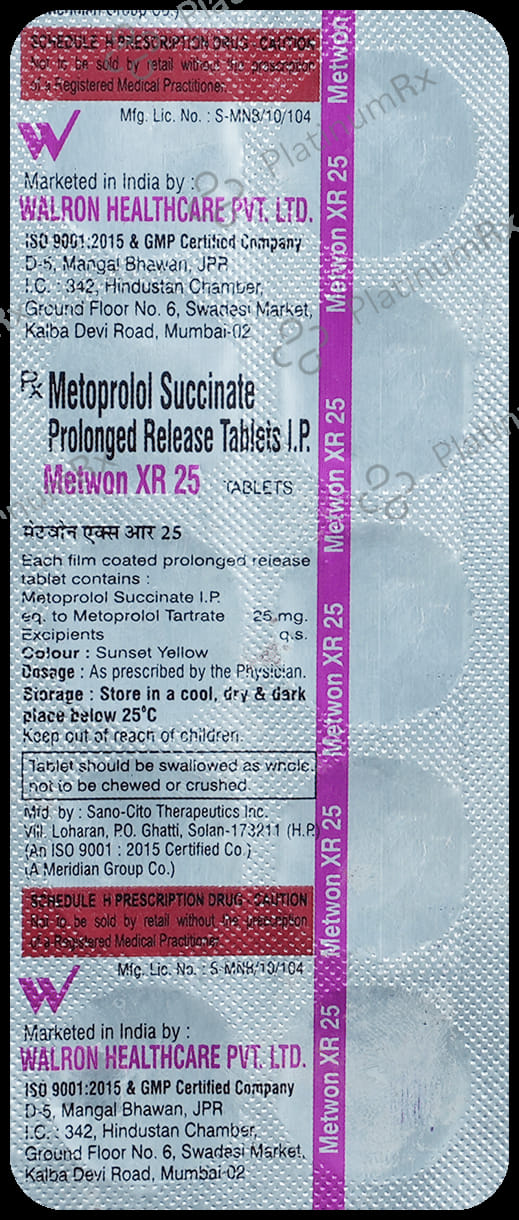 SCHEDULE H PRESCRIPTION DRUG - CAUTION
Not to be sold by retail without the prescription
of a Registered Medical Practitioner.
Mfg. Lic. No. : S-MNB/10/104
W
Marketed in India by :
WALRON HEALTHCARE PVT. LTD.
ISO 9001:2015 & GMP Certified Company
D-5, Mangal Bhawan, JPR
I.C. : 342, Hindustan Chamber,
Ground Floor No. 6, Swadesi Market,
Kalba Devi Road, Mumbai-02
Rx Metoprolol Succinate
Prolonged Release Tablets I.P.
Metwon XR 25 TABLETS
मेटवोन एक्स आर 25
Each film coated prolonged release
tablet contains :
Metoprolol Succinate I.P.
eq. to Metoprolol Tartrate 25 mg.
Excipients q.s.
Colour : Sunset Yellow
Dosage : As prescribed by the Physician.
Storage : Store in a cool, dry & dark
place below 25°C
Keep out of reach of children.
Tablet should be swallowed as whole,
not to be chewed or crushed.
Mfd. by : Sano-Cito Therapeutics Inc.
Vill. Loharan, P.O. Ghatti, Solan-173211 (H.P.)
(An ISO 9001 : 2015 Certified Co.)
(A Meridian Group Co.)
SCHEDULE H PRESCRIPTION DRUG - CAUTION
Not to be sold by retail without the prescription
of a Registered Medical Practitioner.
Mfg. Lic. No. : S-MNB/10/104
W
Marketed in India by :
WALRON HEALTHCARE PVT. LTD.
ISO 9001:2015 & GMP Certified Company
D-5, Mangal Bhawan, JPR
I.C. : 342, Hindustan Chamber,
Ground Floor No. 6, Swadesi Market,
Kalba Devi Road, Mumbai-02
Metwon
Metwon XR 25
Metwon XR 25
Metwon XR 25
Metwon XR 25
Metwon XR 25
PlatinumRx
PlatinumRx